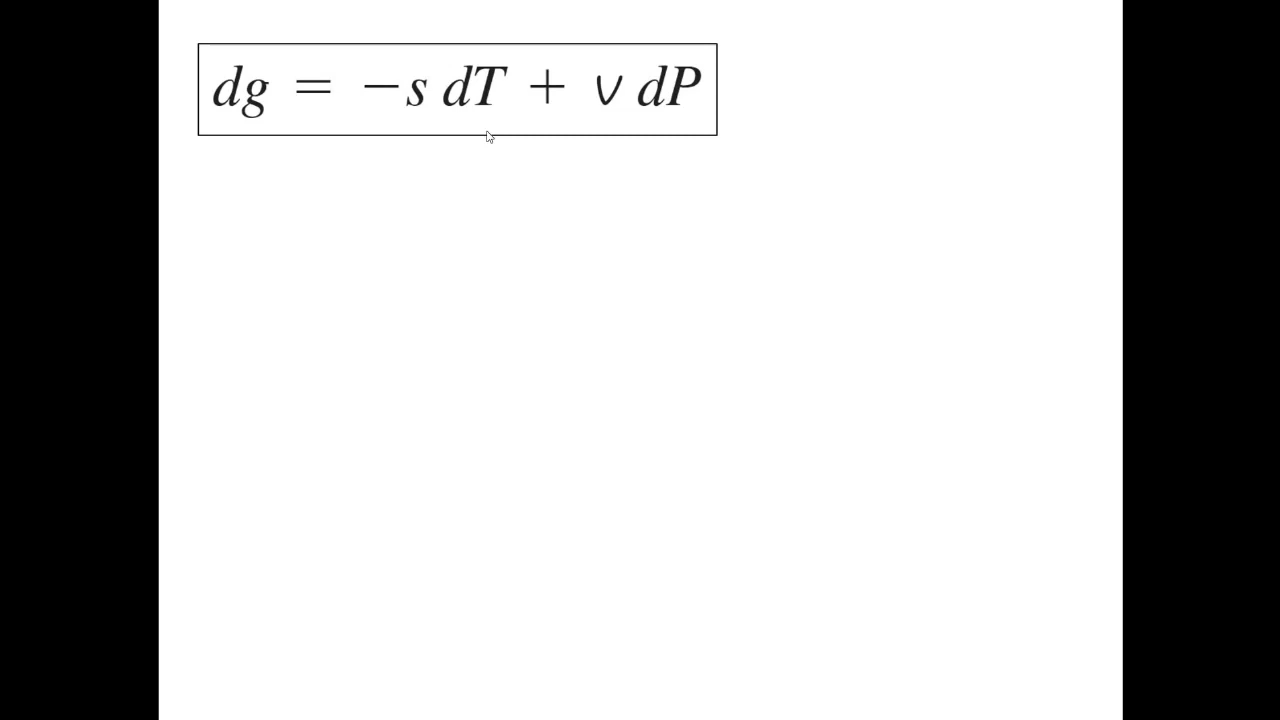 dg = −s dT + v dP